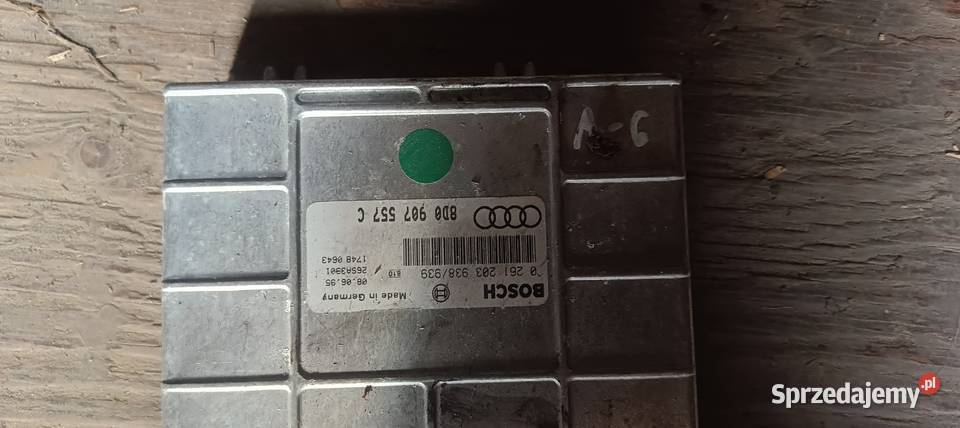 A-6
BOSCH
Made in Germany
0 261 203 938/939
08.06.95
26SA3901
B10
1748 0643
8D0 907 557 C
Sprzedajemy.pl